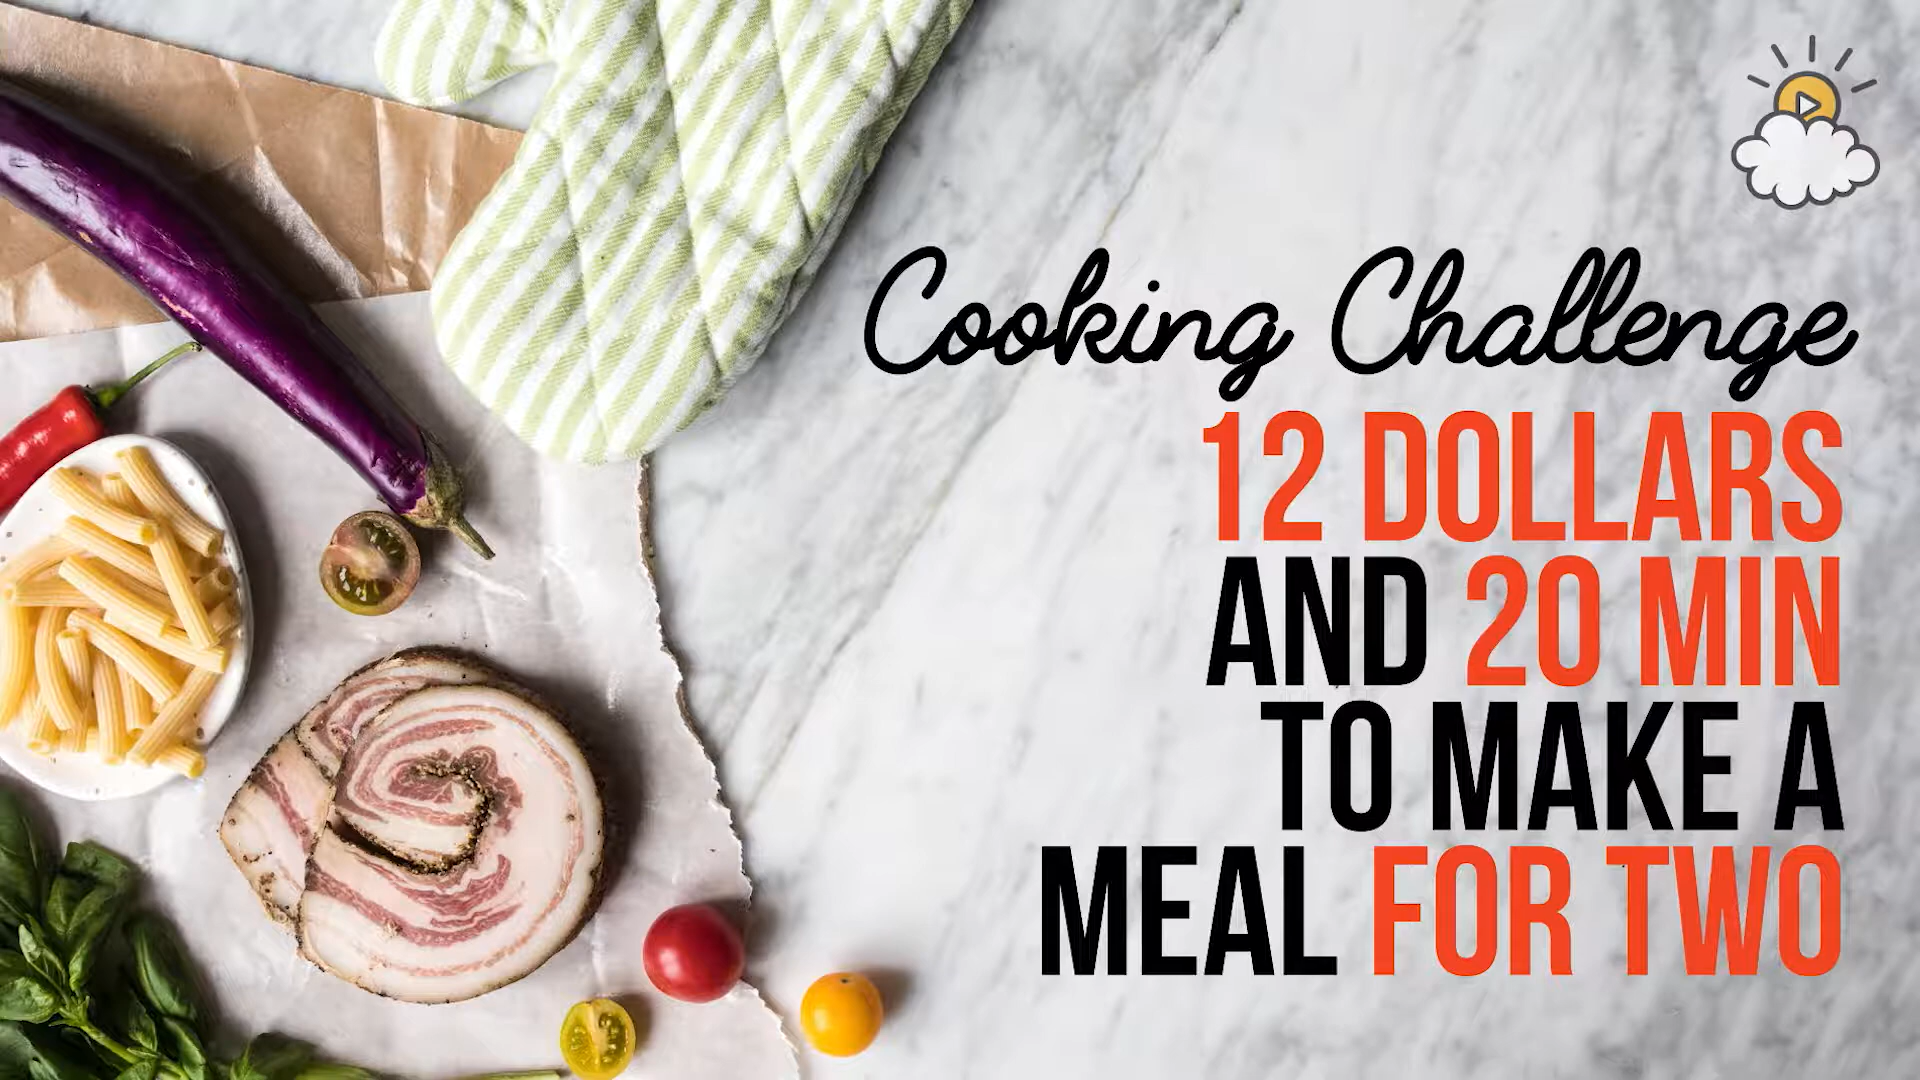 Cooking Challenge
12 DOLLARS
AND 20 MIN
TO MAKE A
MEAL FOR TWO